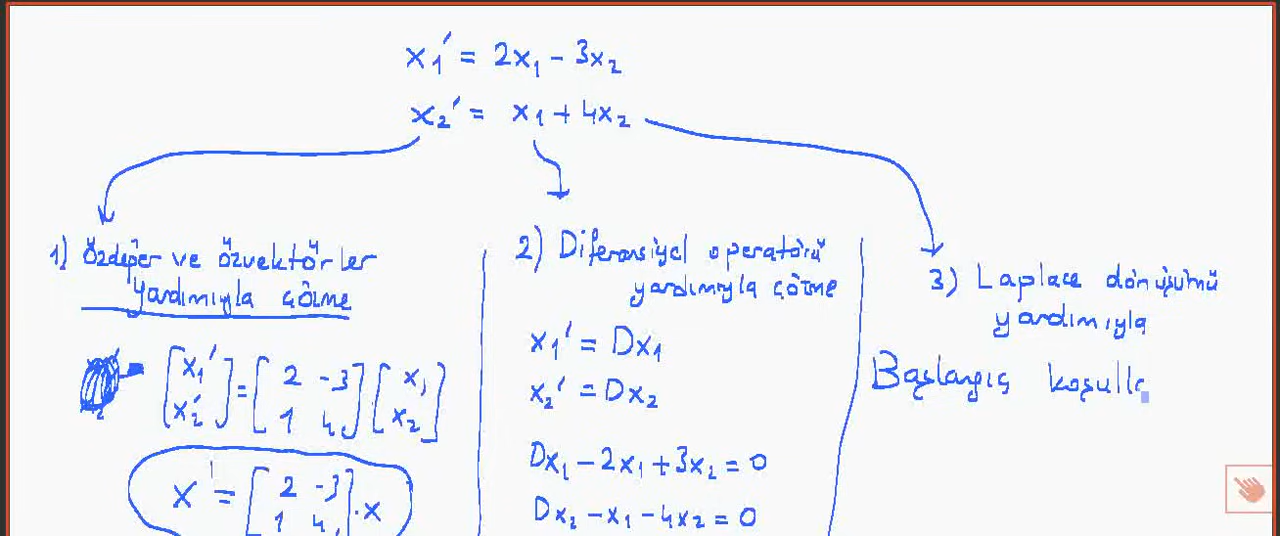 x₁' = 2x₁ - 3x₂
x₂' = x₁ + 4x₂
1) Özdeğer ve özvektörler
yardımıyla çözme
[x₁' x₂'] = [2 -3 1 4] [x₁ x₂]
x' = [2 -3 1 4] . x
2) Diferansiyel operatörü
yardımıyla çözme
x₁' = Dx₁
x₂' = Dx₂
Dx₁ - 2x₁ + 3x₂ = 0
Dx₂ - x₁ - 4x₂ = 0
3) Laplace dönüşümü
yardımıyla
Başlangıç koşulla